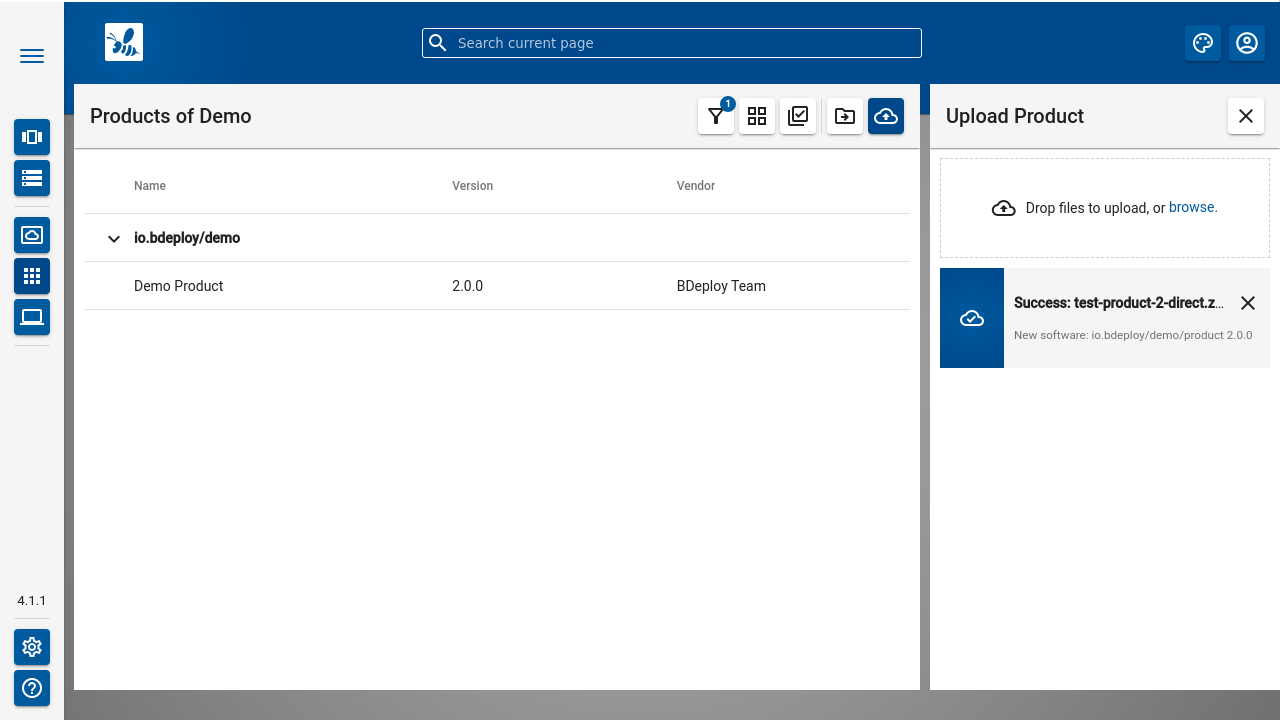 Search current page
Products of Demo
1
Upload Product
Name Version Vendor
Drop files to upload, or browse.
io.bdeploy/demo
Demo Product 2.0.0 BDeploy Team
Success: test-product-2-direct.z...
New software: io.bdeploy/demo/product 2.0.0
4.1.1